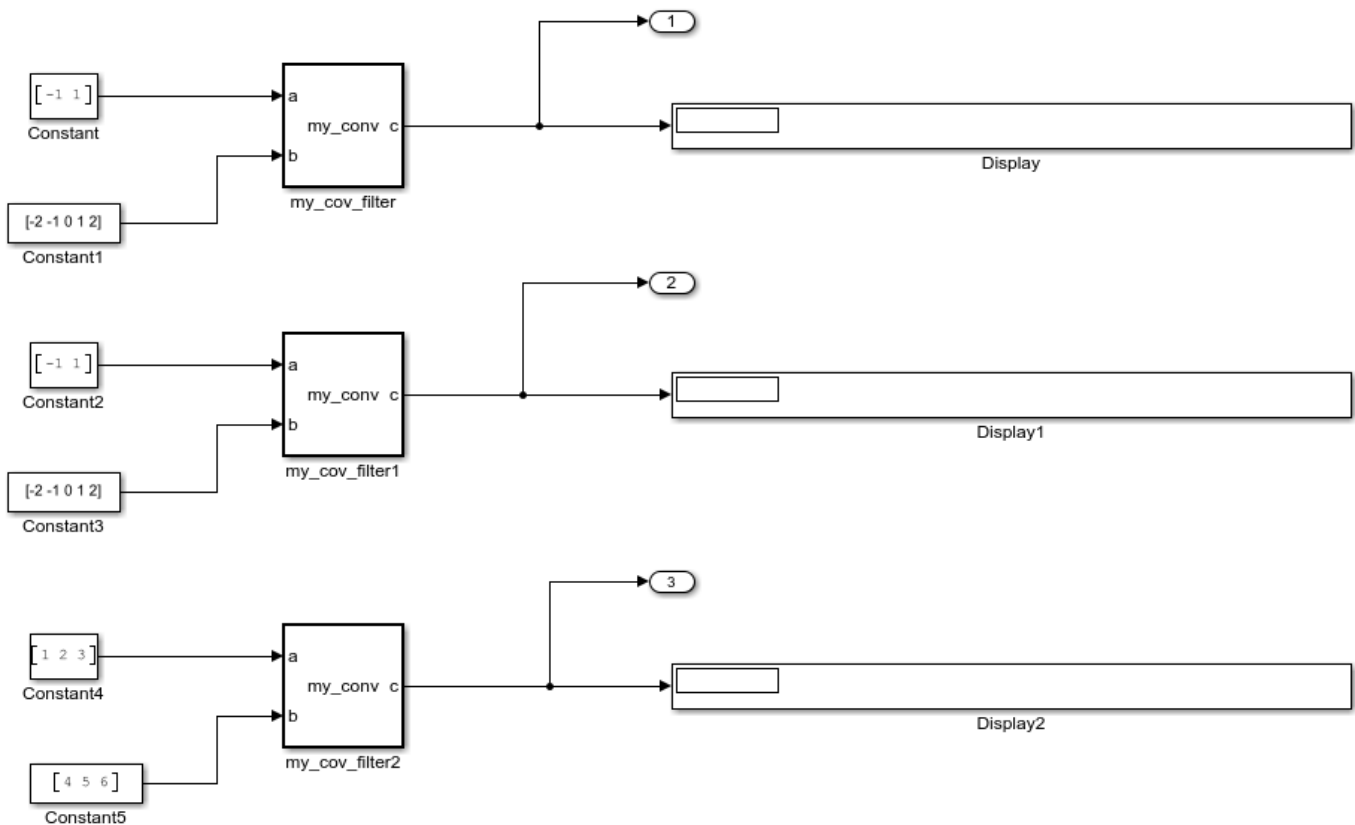 1
[-1 1]
a
my_conv c
b
Constant
Display
my_cov_filter
[-2 -1 0 1 2]
Constant1
2
[-1 1]
a
my_conv c
b
Constant2
Display1
my_cov_filter1
[-2 -1 0 1 2]
Constant3
3
[1 2 3]
a
my_conv c
b
Constant4
Display2
my_cov_filter2
[4 5 6]
Constant5